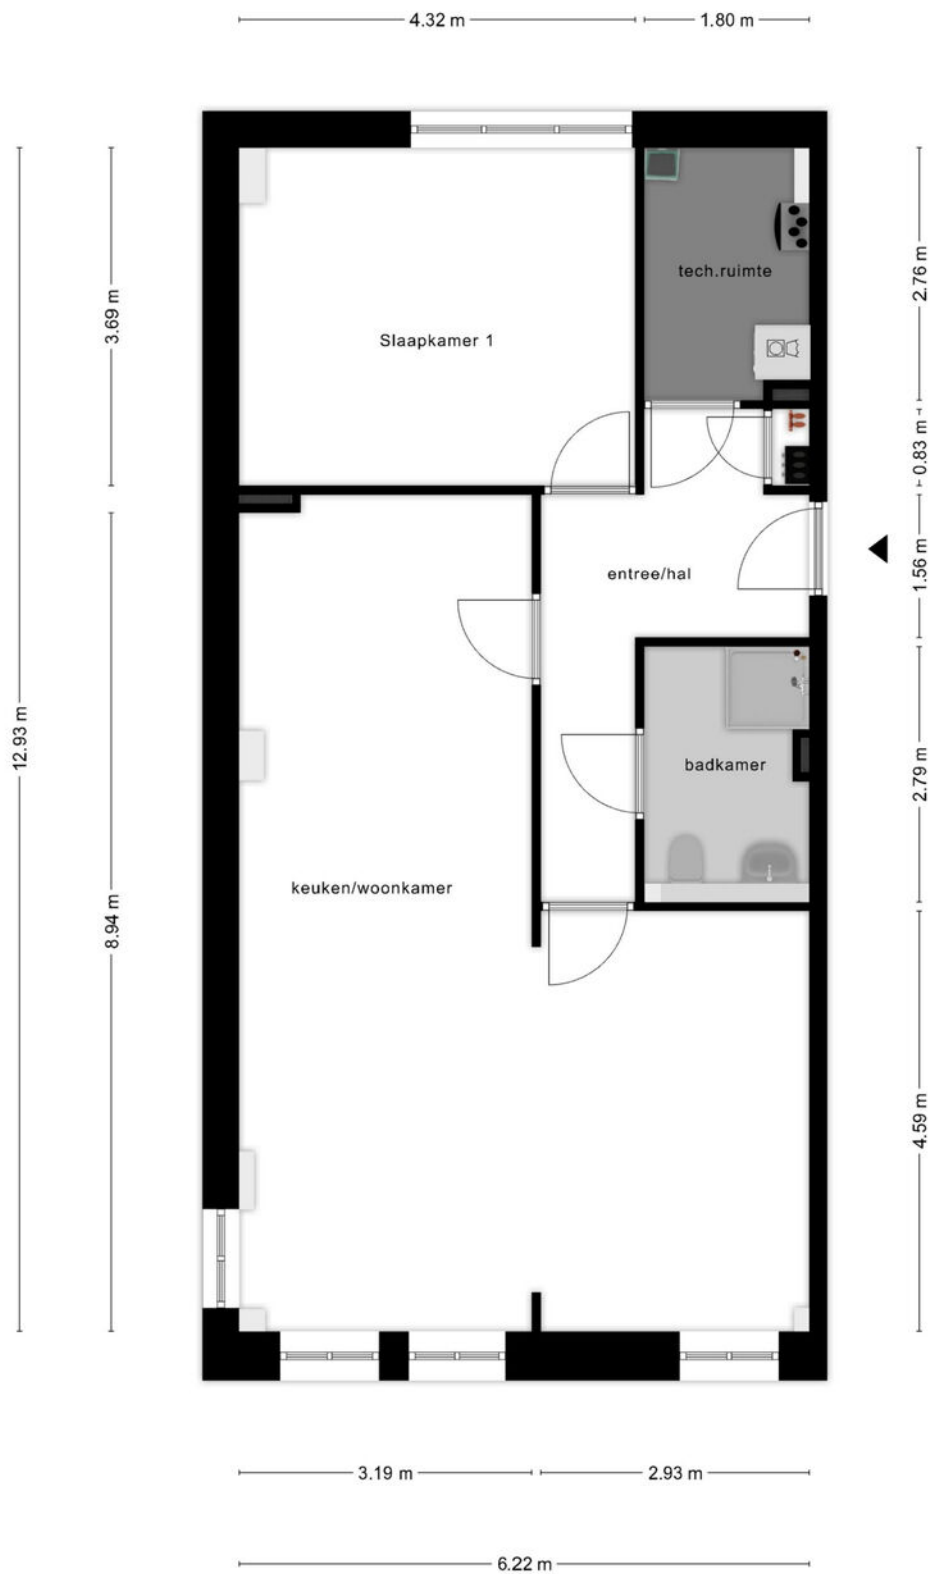 4.32 m
1.80 m
2.76 m
3.69 m
tech.ruimte
Slaapkamer 1
0.83 m
1.56 m
entree/hal
12.93 m
2.79 m
badkamer
keuken/woonkamer
8.94 m
4.59 m
3.19 m
2.93 m
6.22 m